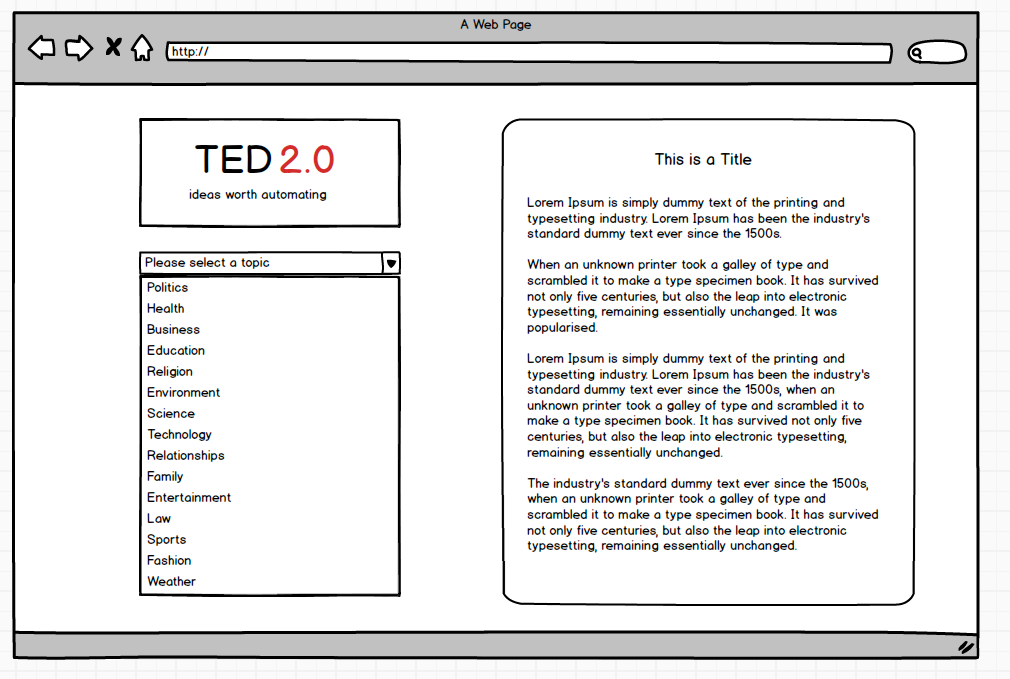 A Web Page
http://
TED 2.0
ideas worth automating
Please select a topic
Politics
Health
Business
Education
Religion
Environment
Science
Technology
Relationships
Family
Entertainment
Law
Sports
Fashion
Weather
This is a Title
Lorem Ipsum is simply dummy text of the printing and
typesetting industry. Lorem Ipsum has been the industry's
standard dummy text ever since the 1500s.
When an unknown printer took a galley of type and
scrambled it to make a type specimen book. It has survived
not only five centuries, but also the leap into electronic
typesetting, remaining essentially unchanged. It was
popularised.
Lorem Ipsum is simply dummy text of the printing and
typesetting industry. Lorem Ipsum has been the industry's
standard dummy text ever since the 1500s, when an
unknown printer took a galley of type and scrambled it to
make a type specimen book. It has survived not only five
centuries, but also the leap into electronic typesetting,
remaining essentially unchanged.
The industry's standard dummy text ever since the 1500s,
when an unknown printer took a galley of type and
scrambled it to make a type specimen book. It has survived
not only five centuries, but also the leap into electronic
typesetting, remaining essentially unchanged.